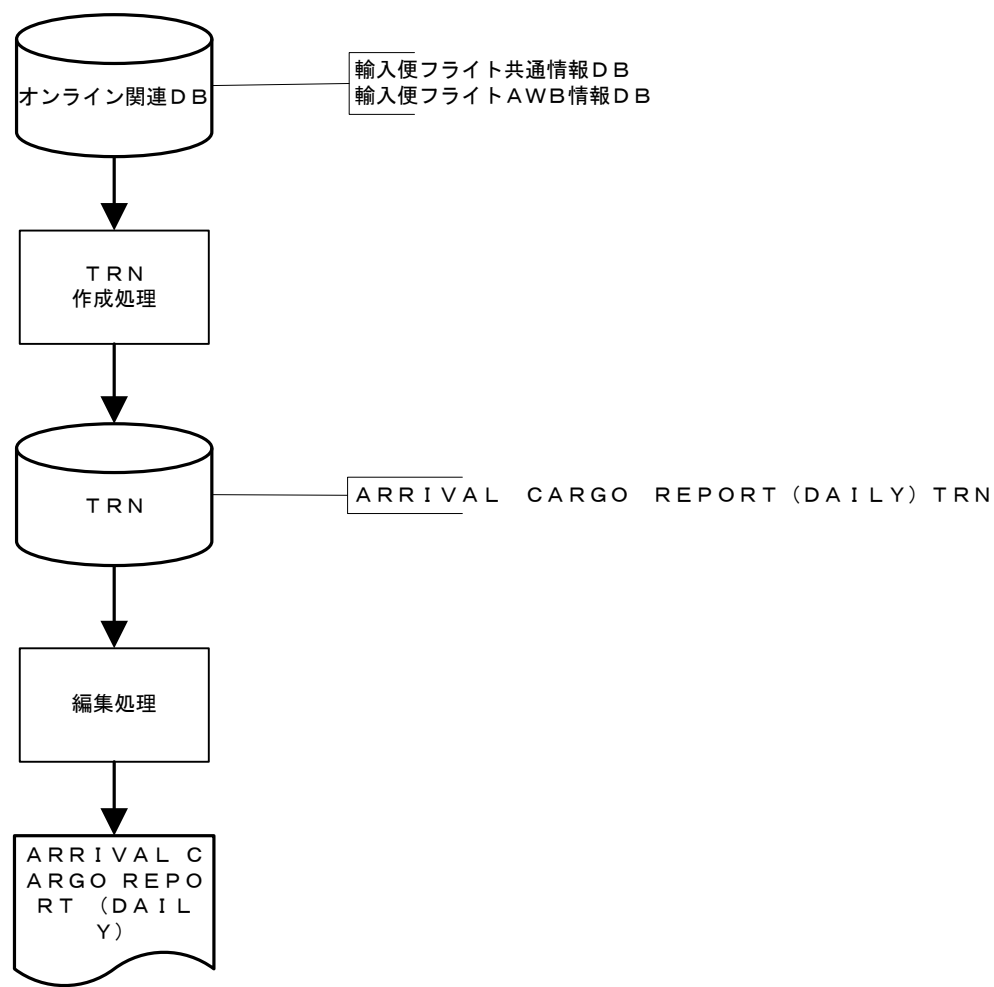 オンライン関連ＤＢ
輸入便フライト共通情報ＤＢ
輸入便フライトＡＷＢ情報ＤＢ
ＴＲＮ
作成処理
ＴＲＮ
ＡＲＲＩＶＡＬ　ＣＡＲＧＯ　ＲＥＰＯＲＴ（ＤＡＩＬＹ）ＴＲＮ
編集処理
ＡＲＲＩＶＡＬ Ｃ
ＡＲＧＯ ＲＥＰＯ
ＲＴ （ＤＡＩＬ
Ｙ）